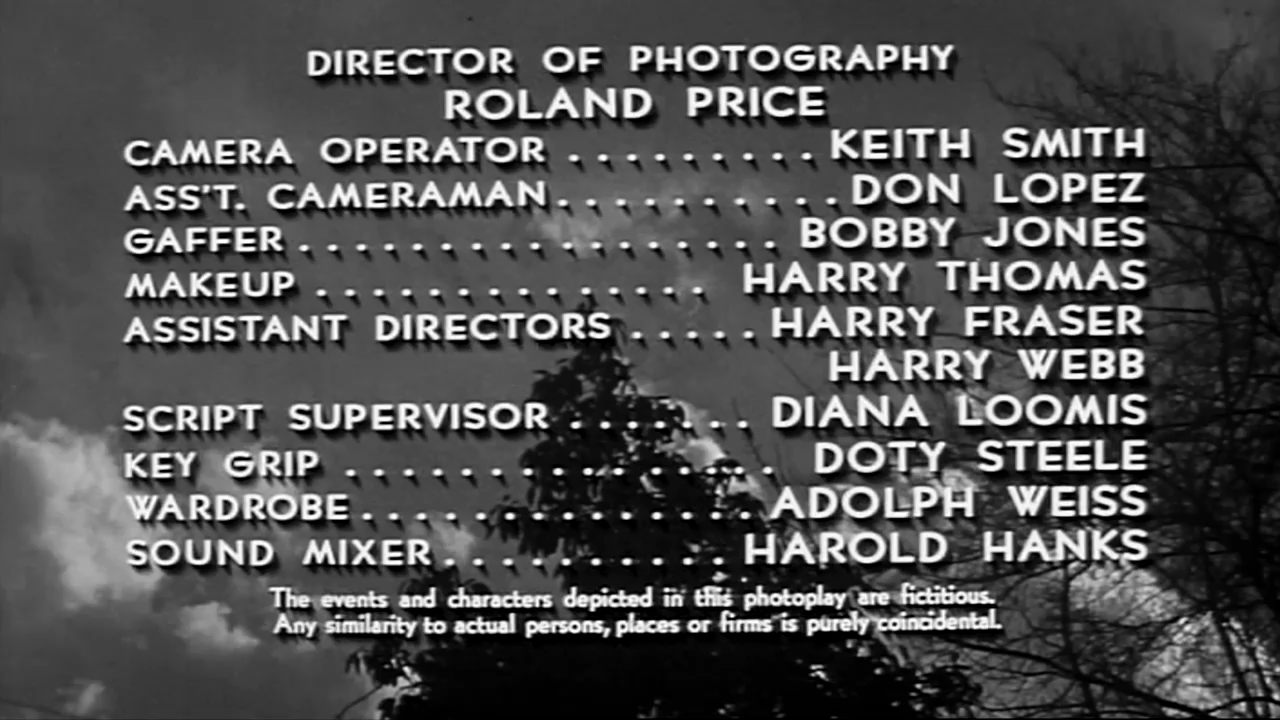 DIRECTOR OF PHOTOGRAPHY
ROLAND PRICE
CAMERA OPERATOR . . . . . . . . . KEITH SMITH
ASS'T. CAMERAMAN . . . . . . . . . . DON LOPEZ
GAFFER . . . . . . . . . . . . . . . . . BOBBY JONES
MAKEUP . . . . . . . . . . . . . . HARRY THOMAS
ASSISTANT DIRECTORS . . . . . HARRY FRASER
HARRY WEBB
SCRIPT SUPERVISOR . . . . . . . DIANA LOOMIS
KEY GRIP . . . . . . . . . . . . . . . . DOTY STEELE
WARDROBE . . . . . . . . . . . . . . ADOLPH WEISS
SOUND MIXER . . . . . . . . . . HAROLD HANKS
The events and characters depicted in this photoplay are fictitious.
Any similarity to actual persons, places or firms is purely coincidental.